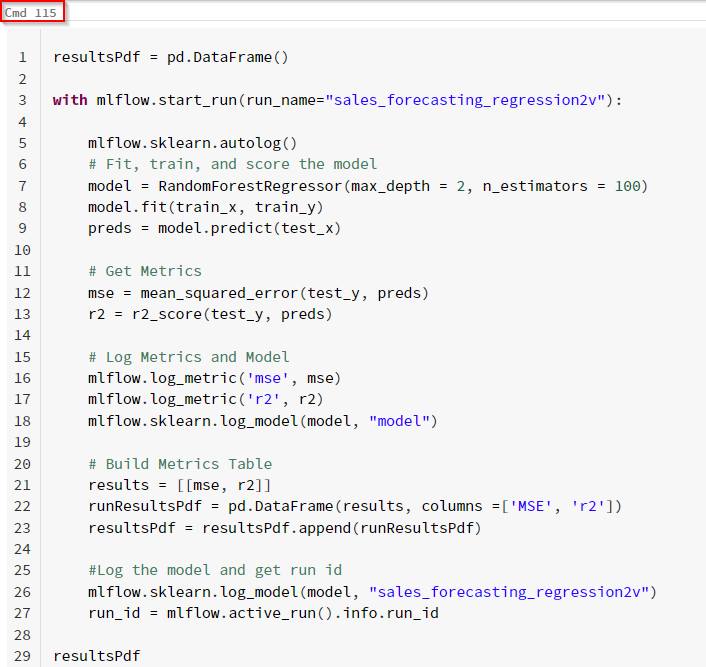 Cmd 115
1 resultsPdf = pd.DataFrame()
2
3 with mlflow.start_run(run_name="sales_forecasting_regression2v"):
4
5     mlflow.sklearn.autolog()
6     # Fit, train, and score the model
7     model = RandomForestRegressor(max_depth = 2, n_estimators = 100)
8     model.fit(train_x, train_y)
9     preds = model.predict(test_x)
10
11     # Get Metrics
12     mse = mean_squared_error(test_y, preds)
13     r2 = r2_score(test_y, preds)
14
15     # Log Metrics and Model
16     mlflow.log_metric('mse', mse)
17     mlflow.log_metric('r2', r2)
18     mlflow.sklearn.log_model(model, "model")
19
20     # Build Metrics Table
21     results = [[mse, r2]]
22     runResultsPdf = pd.DataFrame(results, columns =['MSE', 'r2'])
23     resultsPdf = resultsPdf.append(runResultsPdf)
24
25     #Log the model and get run id
26     mlflow.sklearn.log_model(model, "sales_forecasting_regression2v")
27     run_id = mlflow.active_run().info.run_id
28
29 resultsPdf